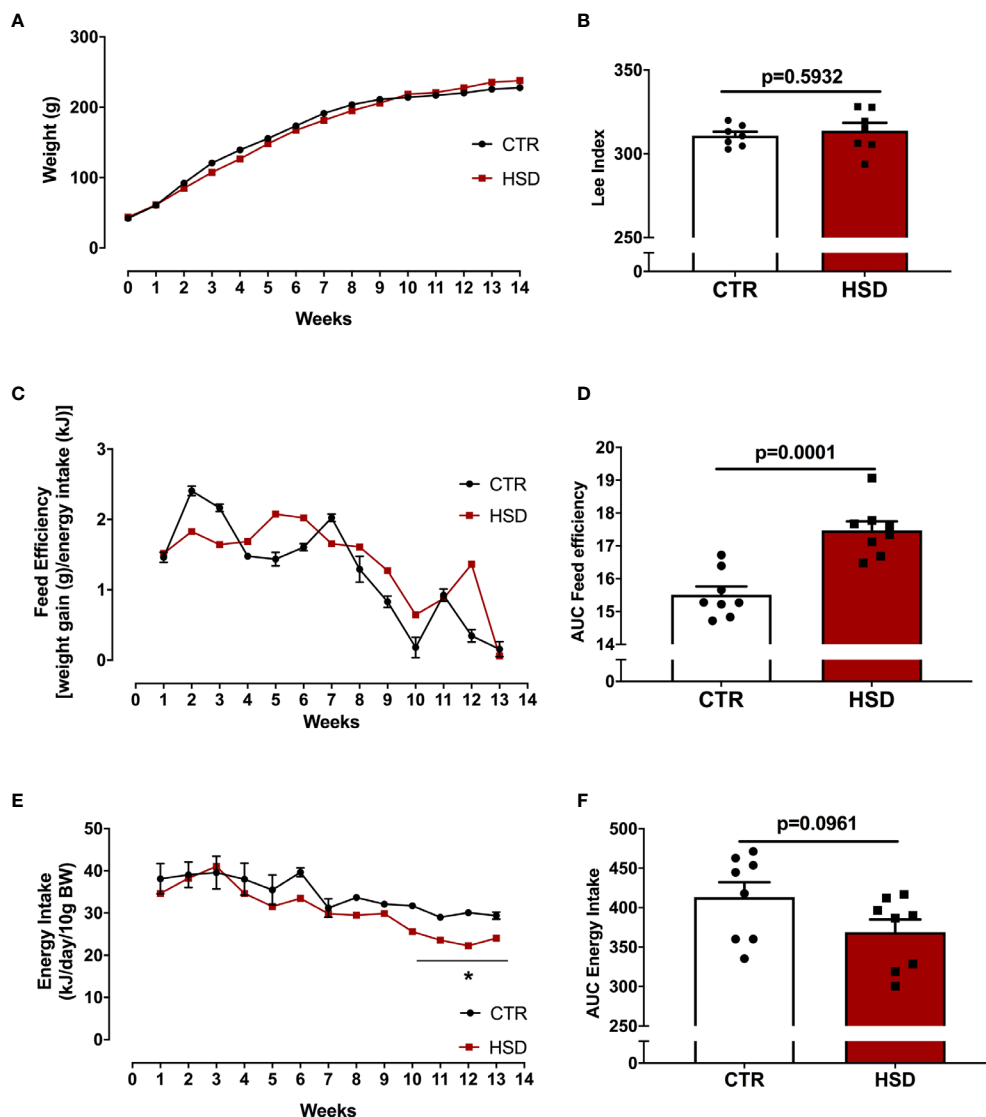 A
Weight (g)
300
200
100
0
CTR
HSD
0 1 2 3 4 5 6 7 8 9 10 11 12 13 14
Weeks
B
Lee Index
350
300
250
0
p=0.5932
CTR HSD
C
Feed Efficiency
[weight gain (g)/energy intake (kJ)]
3
2
1
0
CTR
HSD
0 1 2 3 4 5 6 7 8 9 10 11 12 13 14
Weeks
D
AUC Feed efficiency
20
19
18
17
16
15
14
0
p=0.0001
CTR HSD
E
Energy Intake
(kJ/day/10g BW)
50
40
30
20
10
0
*
CTR
HSD
0 1 2 3 4 5 6 7 8 9 10 11 12 13 14
Weeks
F
AUC Energy Intake
500
450
400
350
300
250
0
p=0.0961
CTR HSD